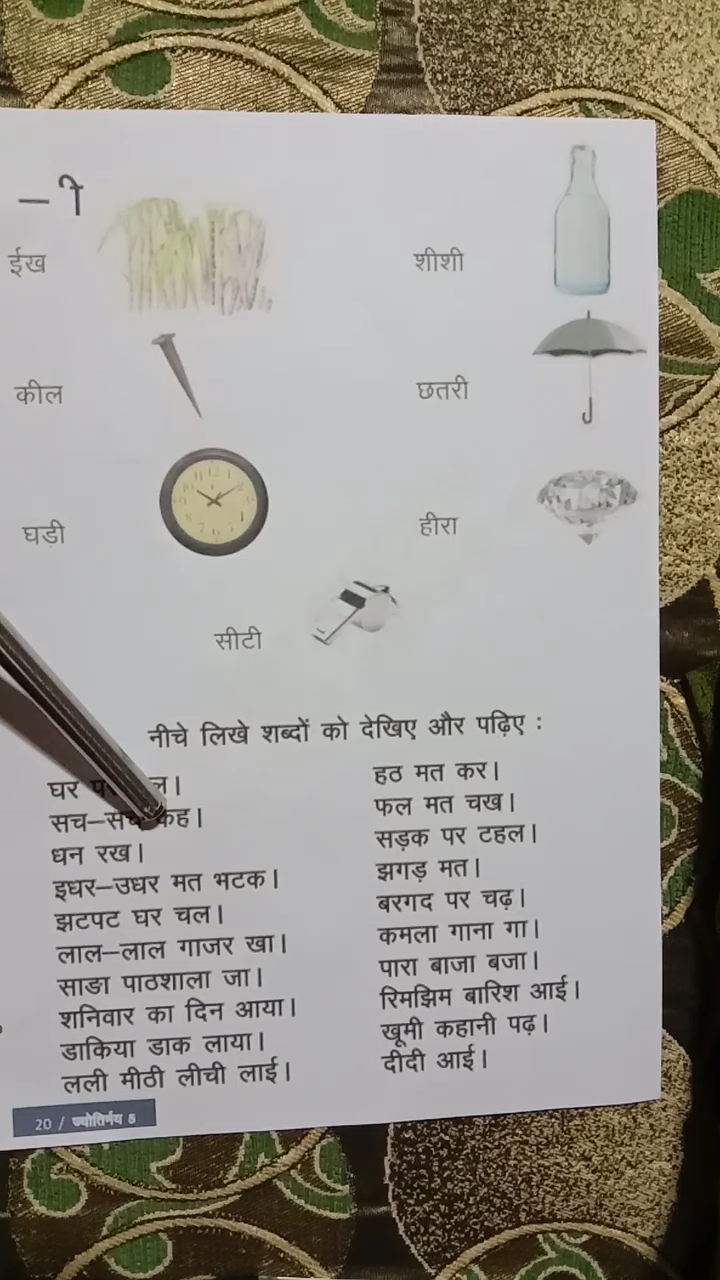 – ी
ईख
शीशी
कील
छतरी
घड़ी
हीरा
सीटी
नीचे लिखे शब्दों को देखिए और पढ़िए :
घर
सच–सच कह।
धन रख।
इधर–उधर मत भटक।
झटपट घर चल।
लाल–लाल गाजर खा।
साङा पाठशाला जा।
शनिवार का दिन आया।
डाकिया डाक लाया।
लली मीठी लीची लाई।
हठ मत कर।
फल मत चख।
सड़क पर टहल।
झगड़ मत।
बरगद पर चढ़।
कमला गाना गा।
पारा बाजा बजा।
रिमझिम बारिश आई।
खूमी कहानी पढ़।
दीदी आई।
20 / ज्योतिर्मय 5